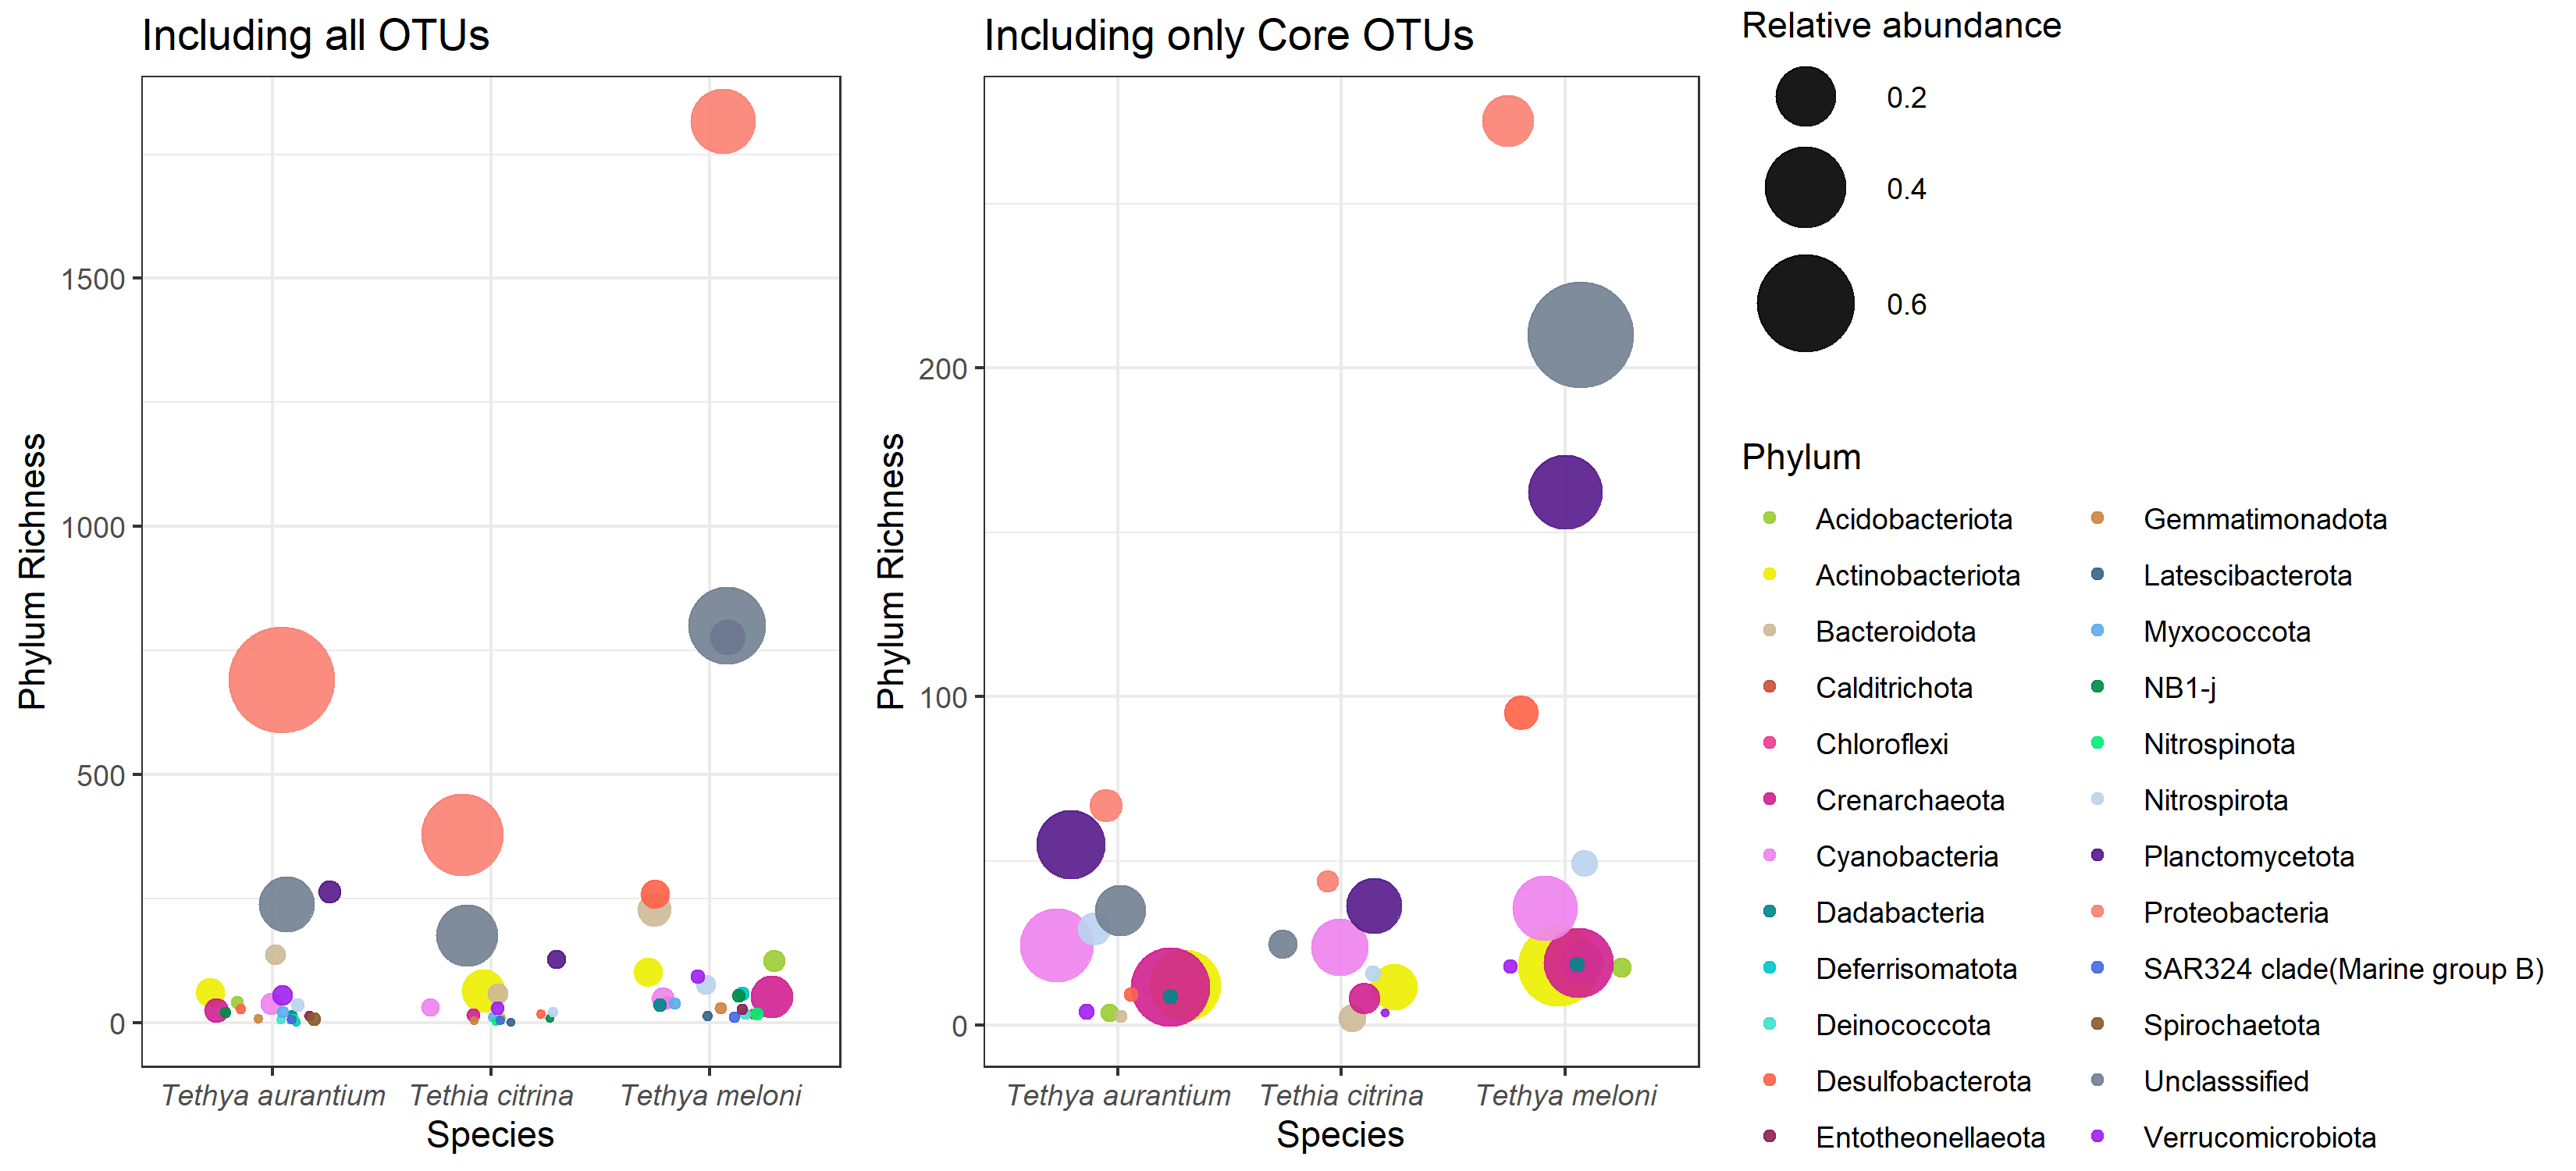 Including all OTUs
Phylum Richness
1500
1000
500
0
Tethya aurantium
Tethia citrina
Tethya meloni
Species
Including only Core OTUs
Phylum Richness
200
100
0
Tethya aurantium
Tethia citrina
Tethya meloni
Species
Relative abundance
0.2
0.4
0.6
Phylum
Acidobacteriota
Actinobacteriota
Bacteroidota
Calditrichota
Chloroflexi
Crenarchaeota
Cyanobacteria
Dadabacteria
Deferrisomatota
Deinococcota
Desulfobacterota
Entotheonellaeota
Gemmatimonadota
Latescibacterota
Myxococcota
NB1-j
Nitrospinota
Nitrospirota
Planctomycetota
Proteobacteria
SAR324 clade(Marine group B)
Spirochaetota
Unclasssified
Verrucomicrobiota